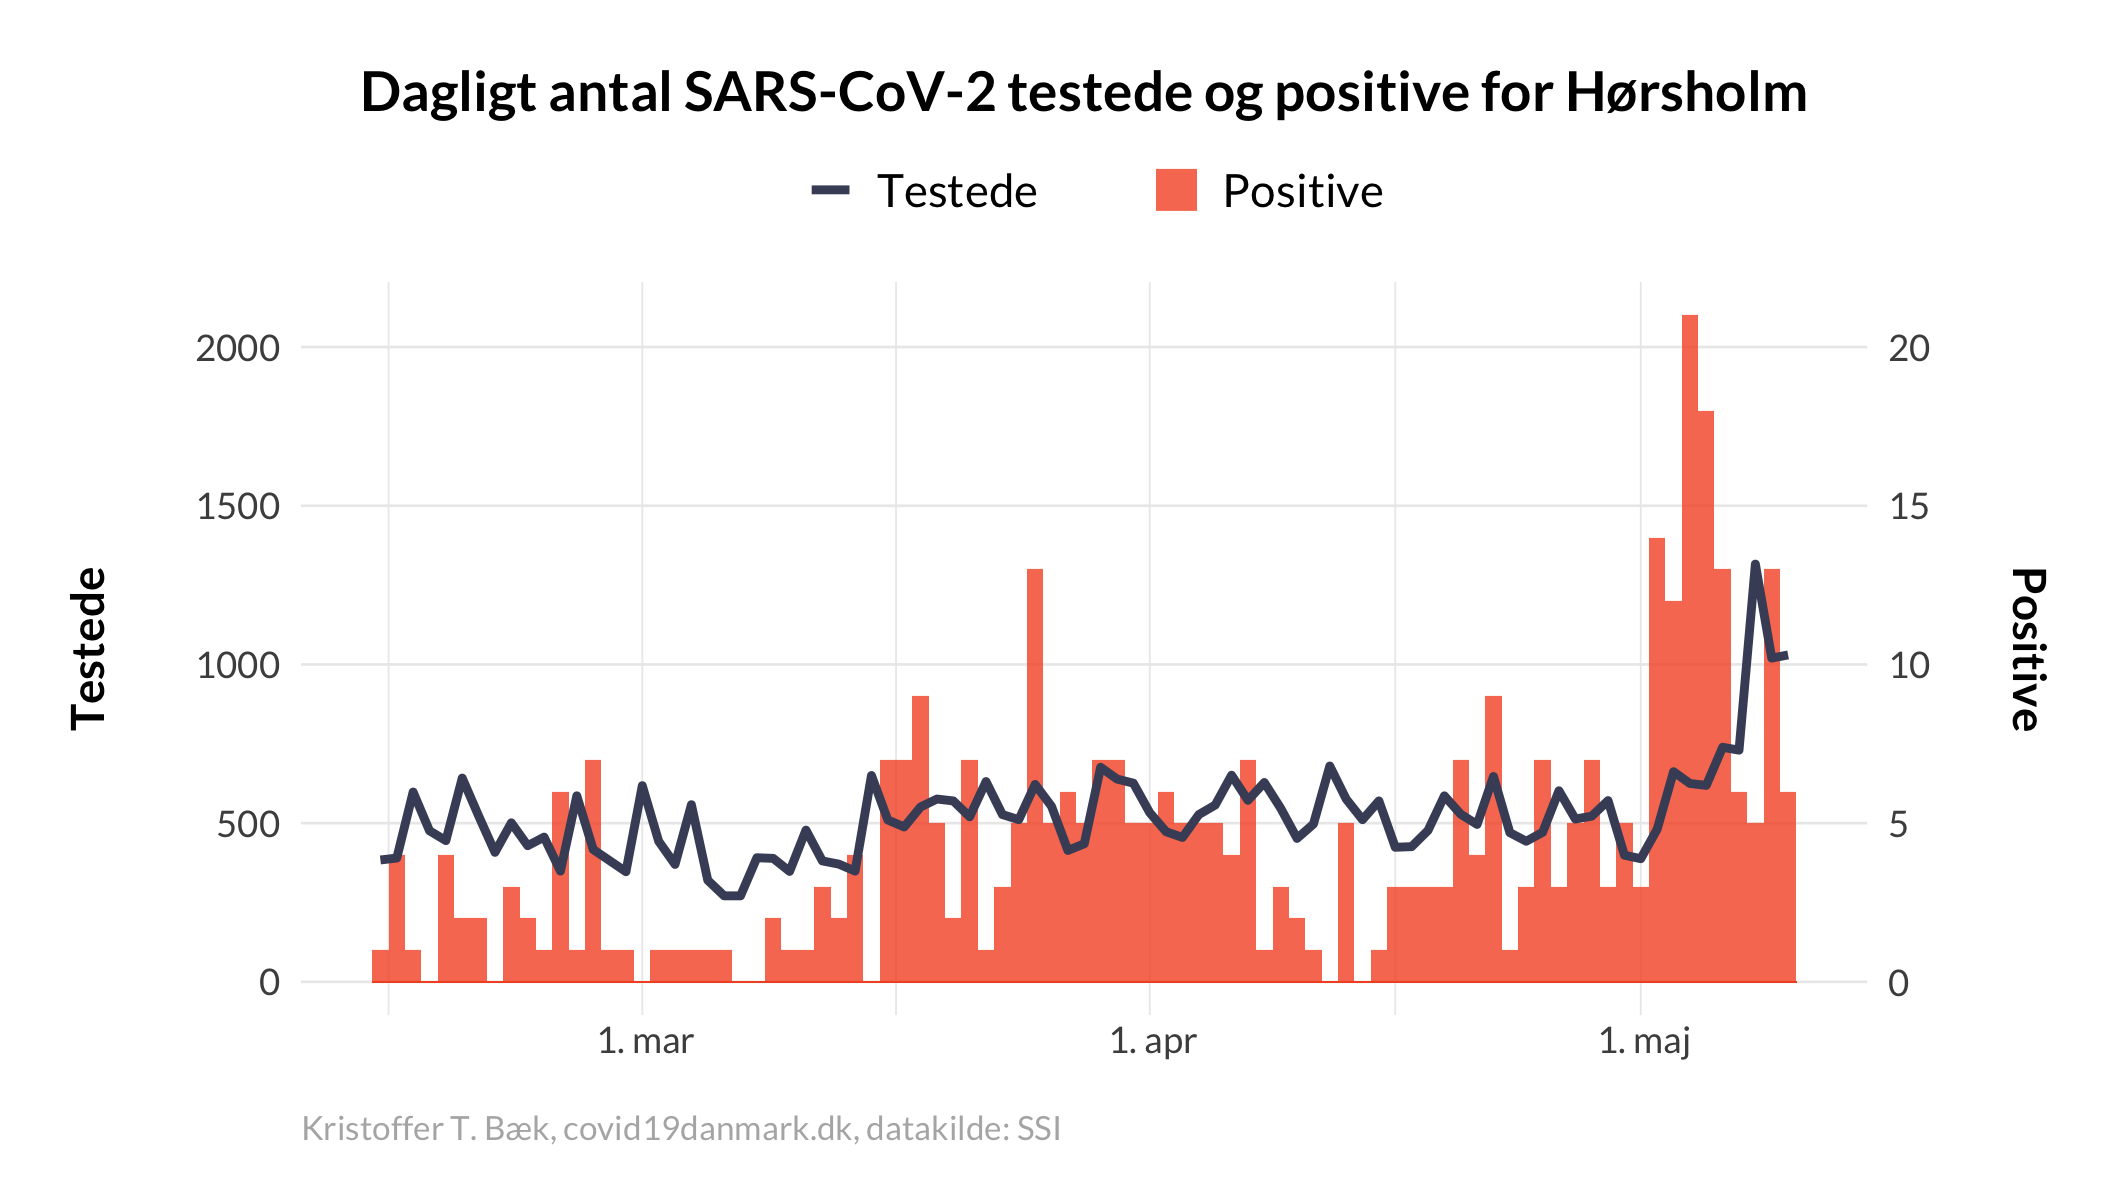 Dagligt antal SARS-CoV-2 testede og positive for Hørsholm
Testede
Positive
2000
1500
1000
500
0
Testede
20
15
10
5
0
Positive
1. mar
1. apr
1. maj
Kristoffer T. Bæk, covid19danmark.dk, datakilde: SSI